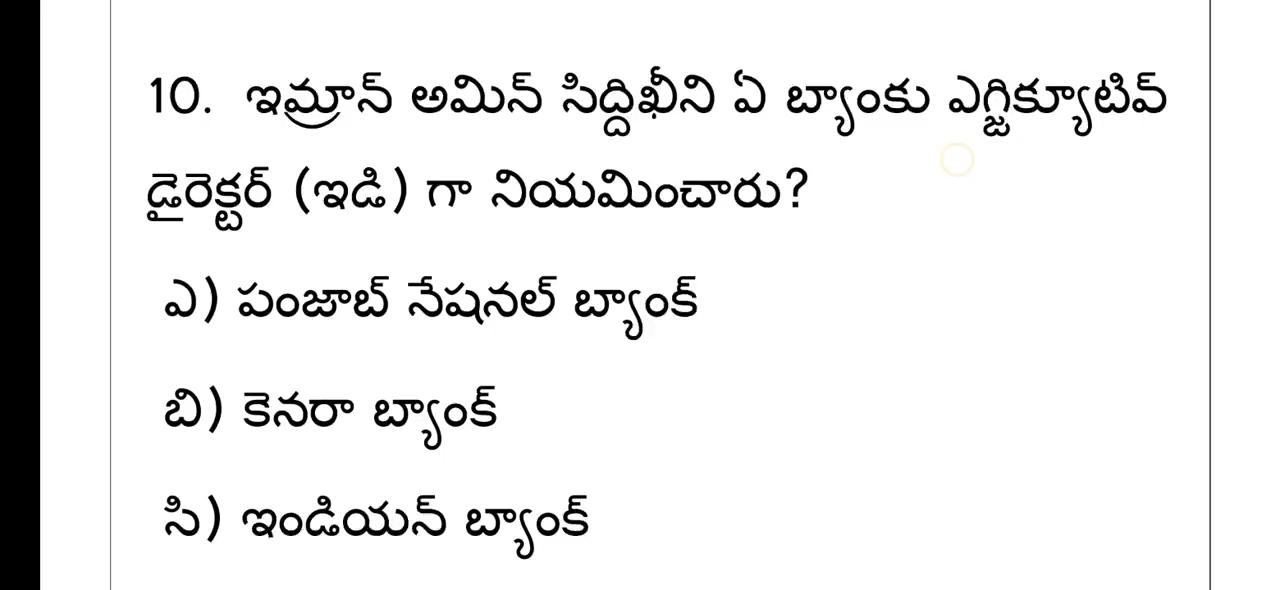 10. ఇమ్రాన్ అమిన్ సిద్దిఖీని ఏ బ్యాంకు ఎగ్జిక్యూటివ్
డైరెక్టర్ (ఇడి) గా నియమించారు?
ఎ) పంజాబ్ నేషనల్ బ్యాంక్
బి) కెనరా బ్యాంక్
సి) ఇండియన్ బ్యాంక్